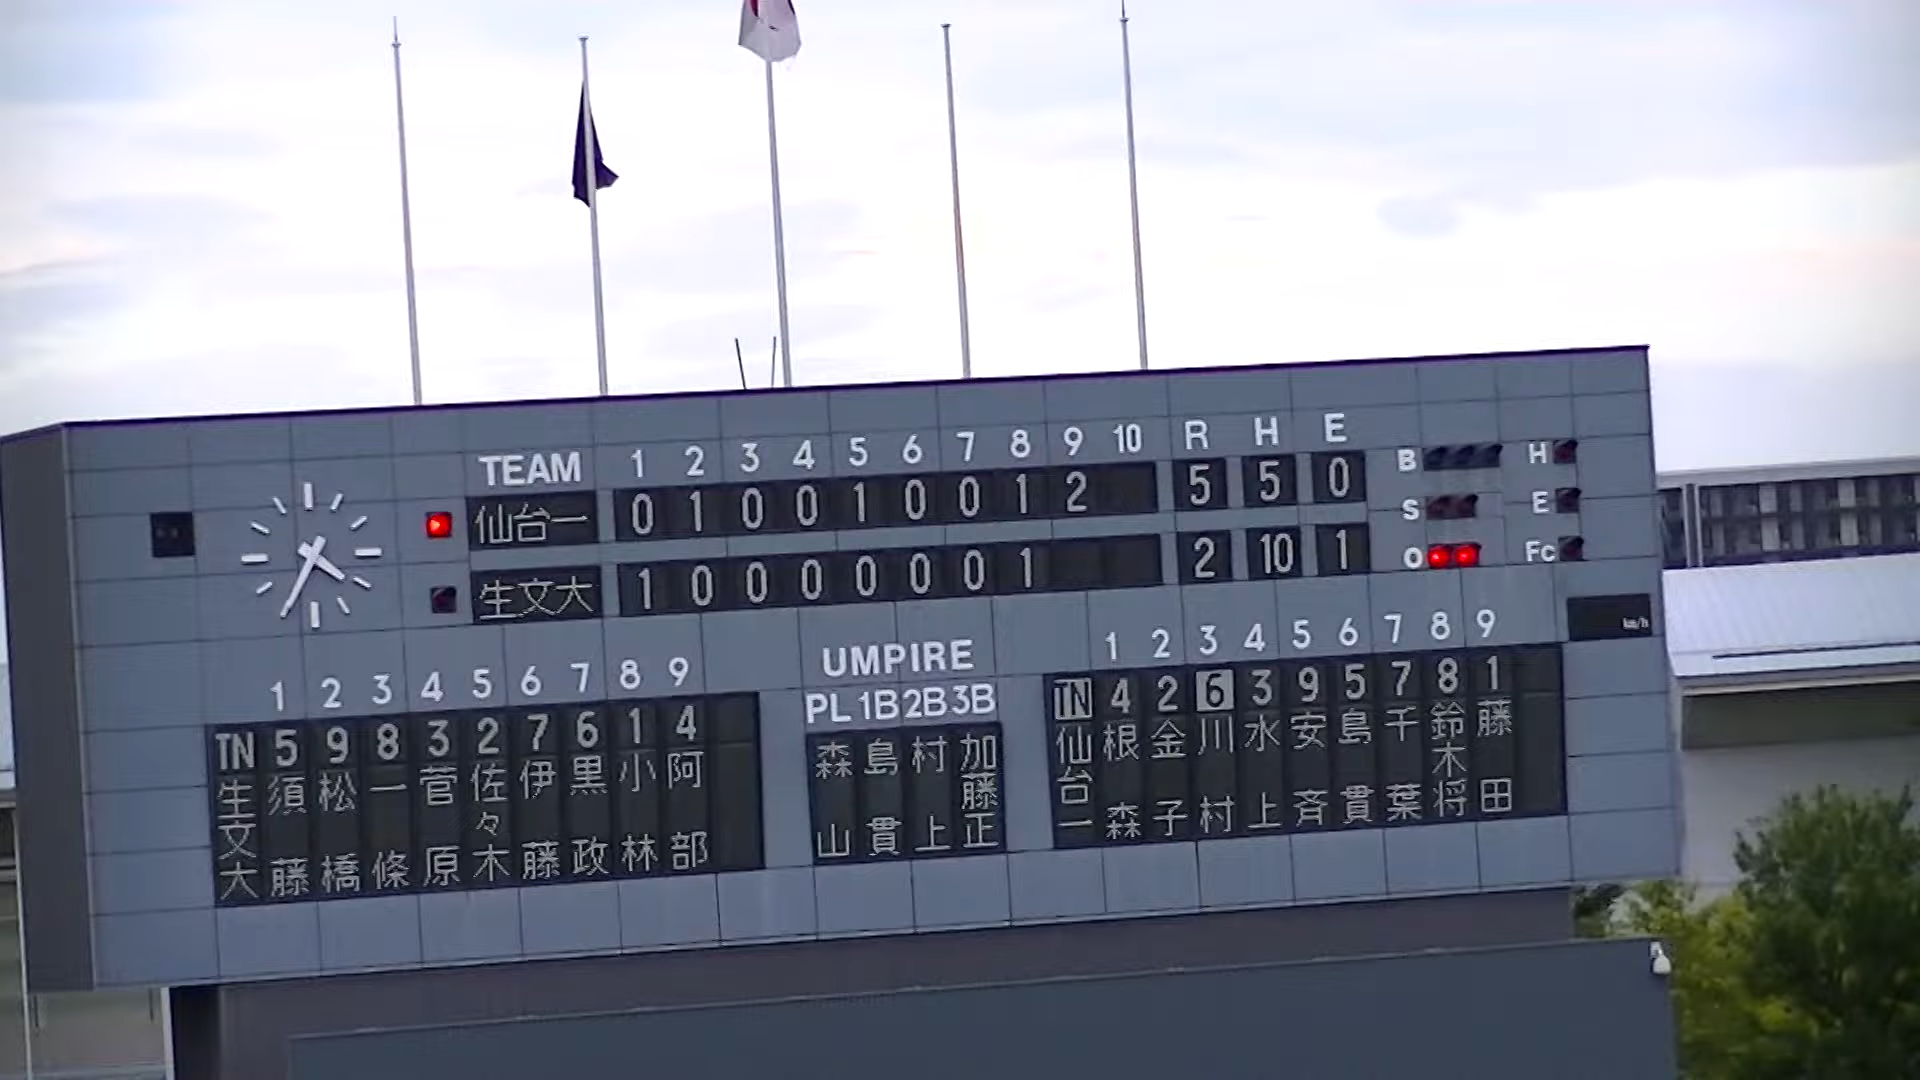 TEAM 1 2 3 4 5 6 7 8 9 10 R H E
仙台一 0 1 0 0 1 0 0 1 2 5 5 0
生文大 1 0 0 0 0 0 0 1 2 10 1
B
S
O
H
E
Fc
km/h
1 2 3 4 5 6 7 8 9
TN 5 9 8 3 2 7 6 1 4
生文大
須藤
松橋
一條
菅原
佐々木
伊藤
黒政
小林
阿部
UMPIRE
PL 1B 2B 3B
森山
島貫
村上
加藤正
1 2 3 4 5 6 7 8 9
TN 4 2 6 3 9 5 7 8 1
仙台一
根森
金子
川村
水上
安斉
島貫
千葉
鈴木将
藤田